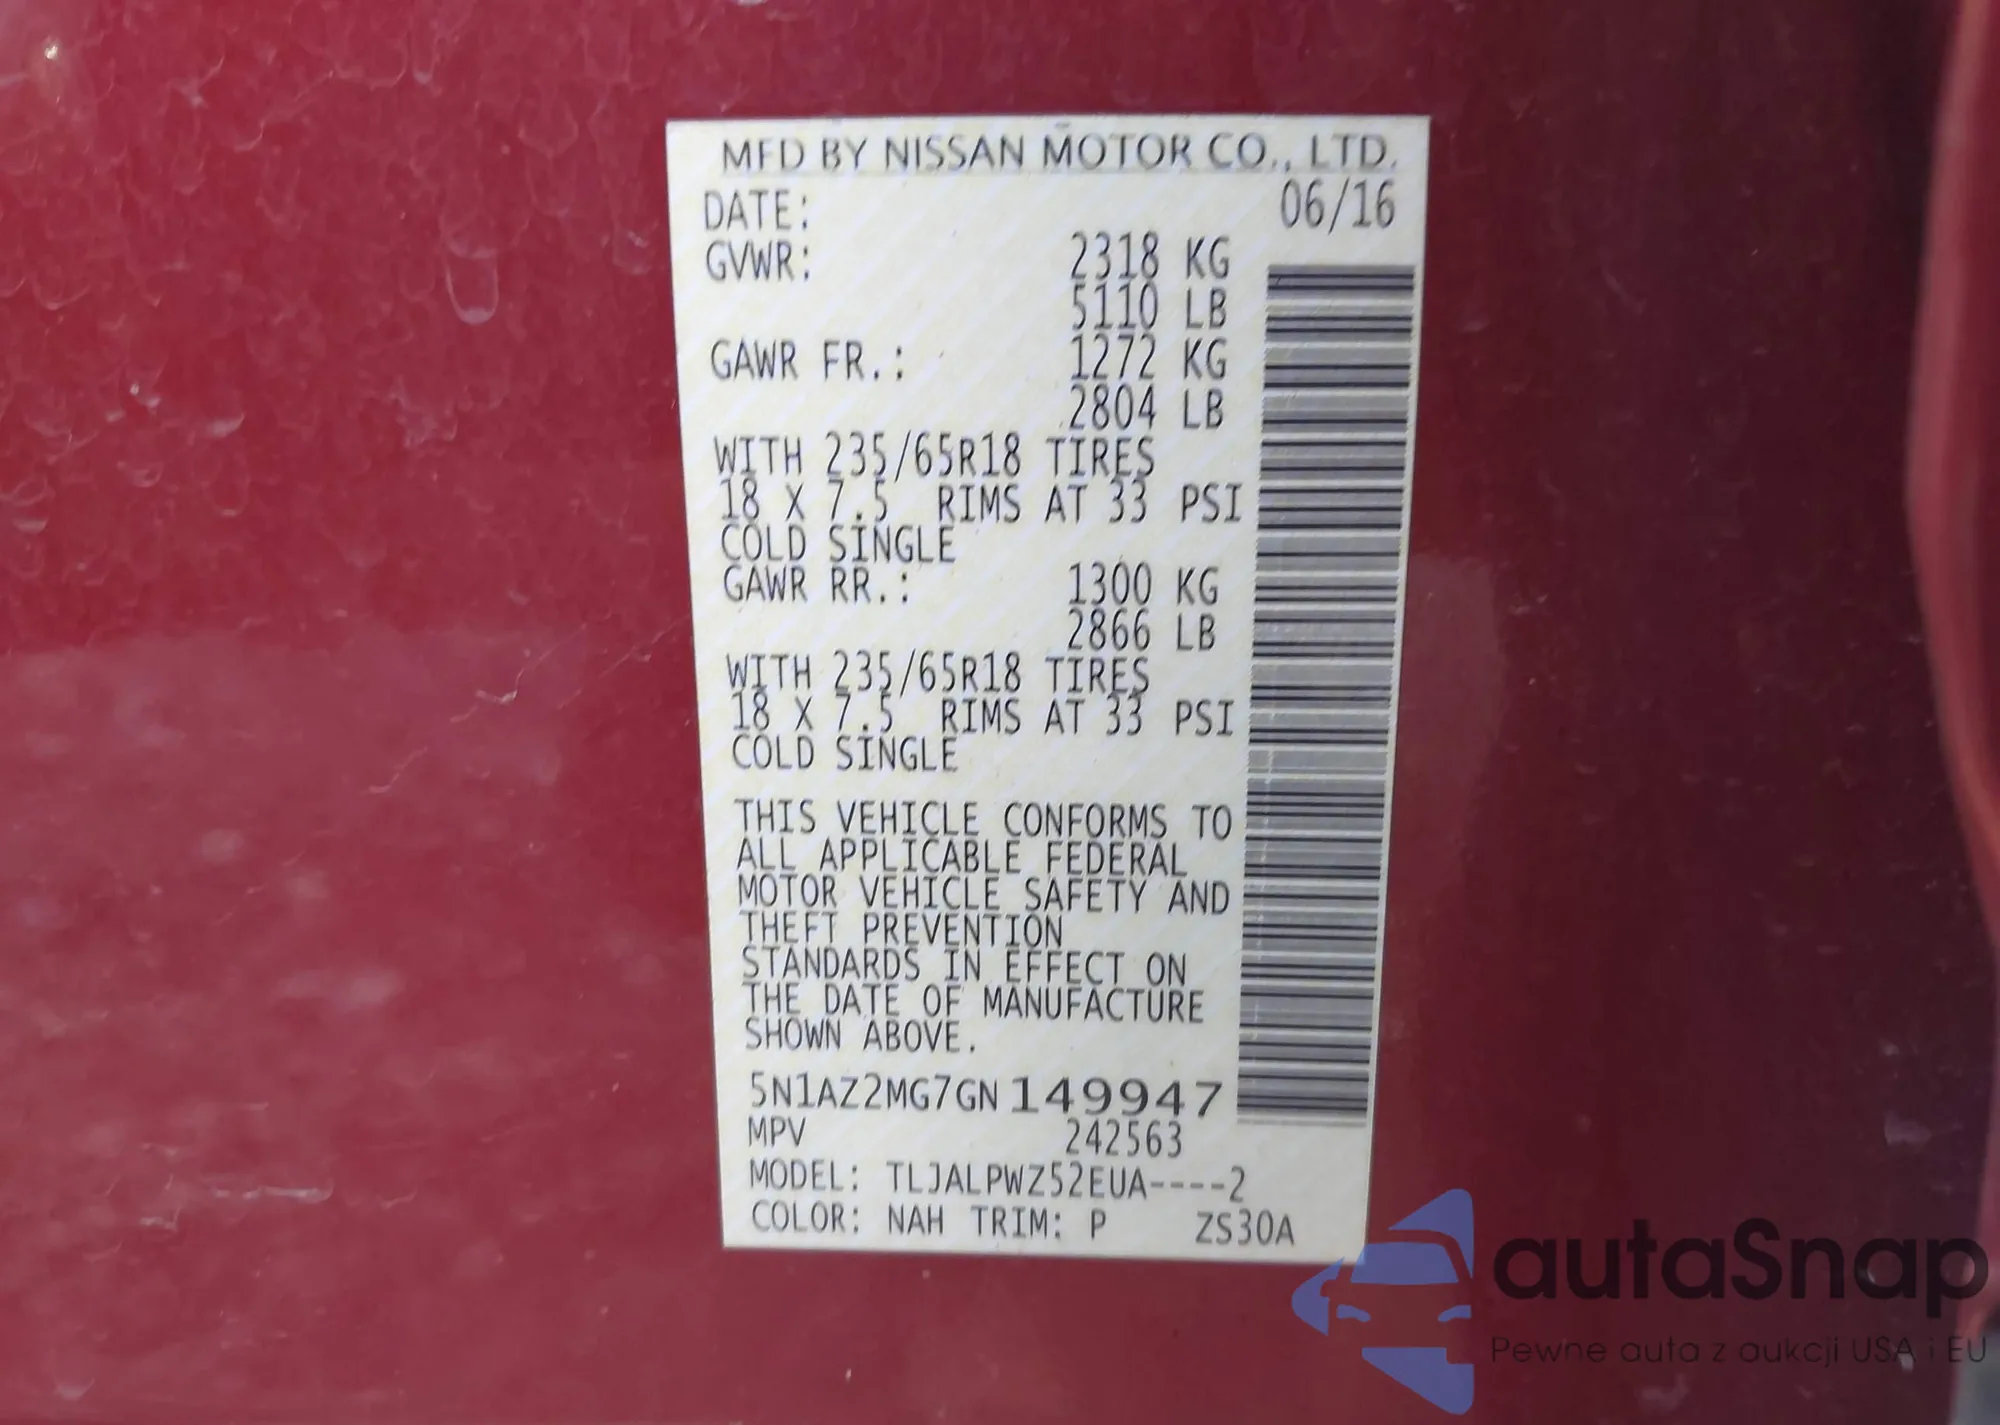 MFD BY NISSAN MOTOR CO., LTD.
DATE: 06/16
GVWR: 2318 KG
5110 LB
GAWR FR.: 1272 KG
2804 LB
WITH 235/65R18 TIRES
18 X 7.5 RIMS AT 33 PSI
COLD SINGLE
GAWR RR.: 1300 KG
2866 LB
WITH 235/65R18 TIRES
18 X 7.5 RIMS AT 33 PSI
COLD SINGLE
THIS VEHICLE CONFORMS TO
ALL APPLICABLE FEDERAL
MOTOR VEHICLE SAFETY AND
THEFT PREVENTION
STANDARDS IN EFFECT ON
THE DATE OF MANUFACTURE
SHOWN ABOVE.
5N1AZ2MG7GN149947
MPV 242563
MODEL: TLJALPWZ52EUA----2
COLOR: NAH TRIM: P ZS30A
autaSnap
Pewne auta z aukcji USA i EU